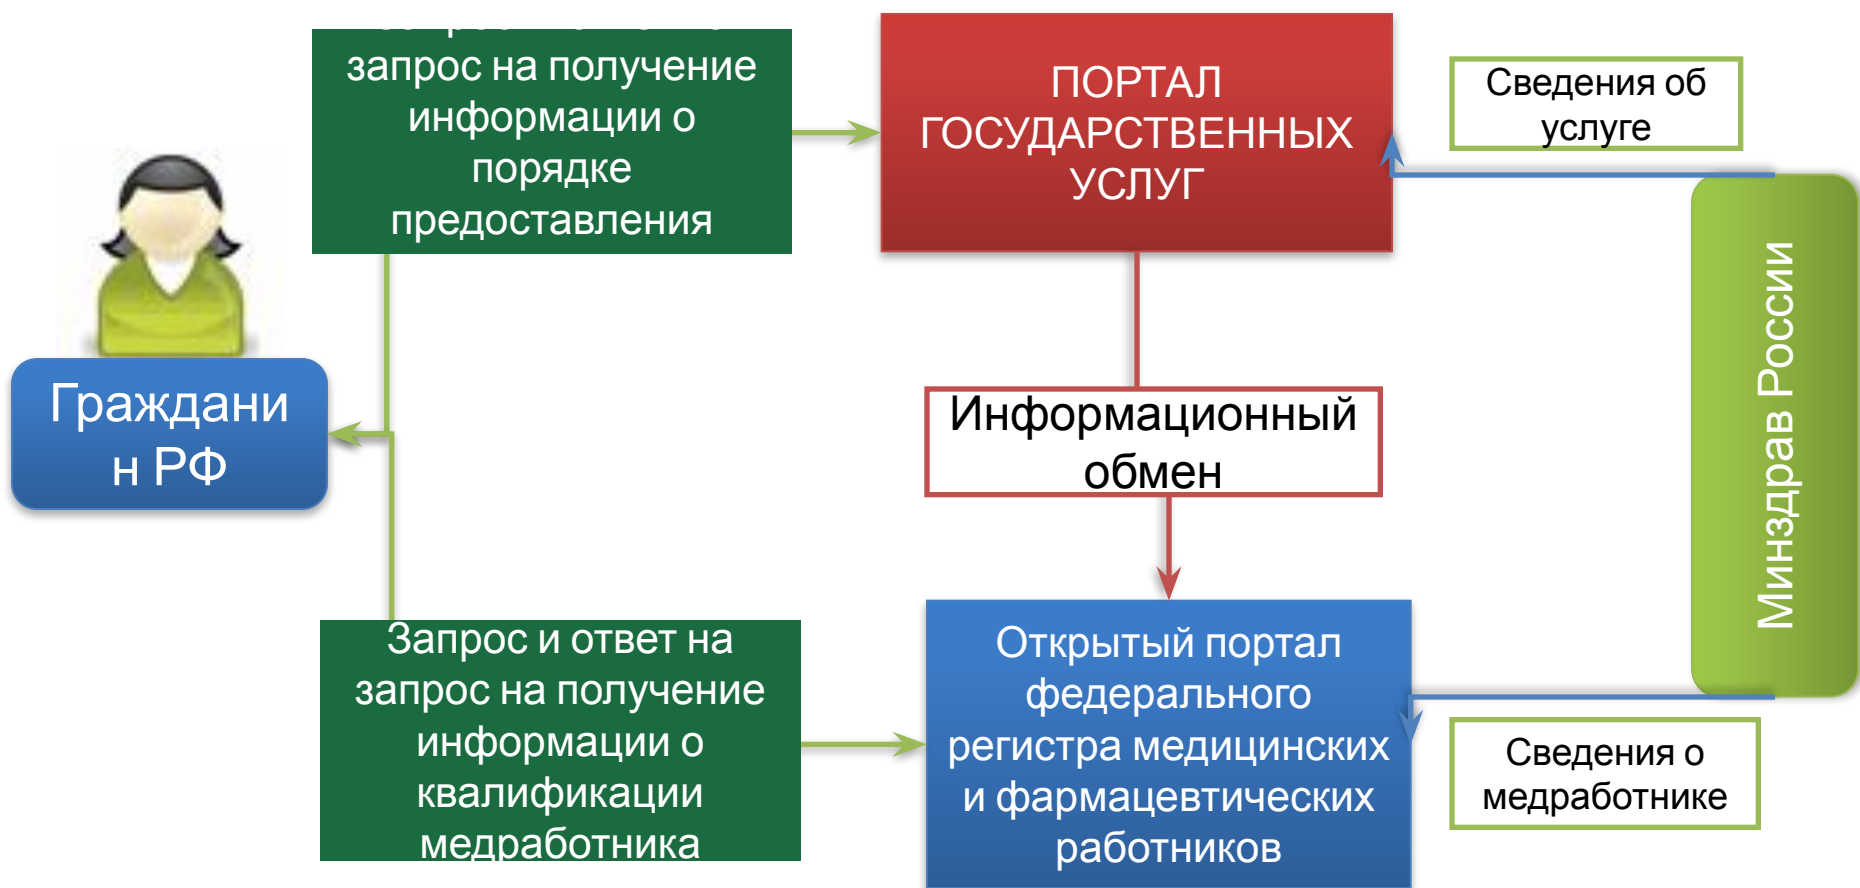 запрос на получение
информации о
порядке
предоставления
ПОРТАЛ
ГОСУДАРСТВЕННЫХ
УСЛУГ
Сведения об
услуге
Граждани
н РФ
Информационный
обмен
Минздрав России
Запрос и ответ на
запрос на получение
информации о
квалификации
медработника
Открытый портал
федерального
регистра медицинских
и фармацевтических
работников
Сведения о
медработнике